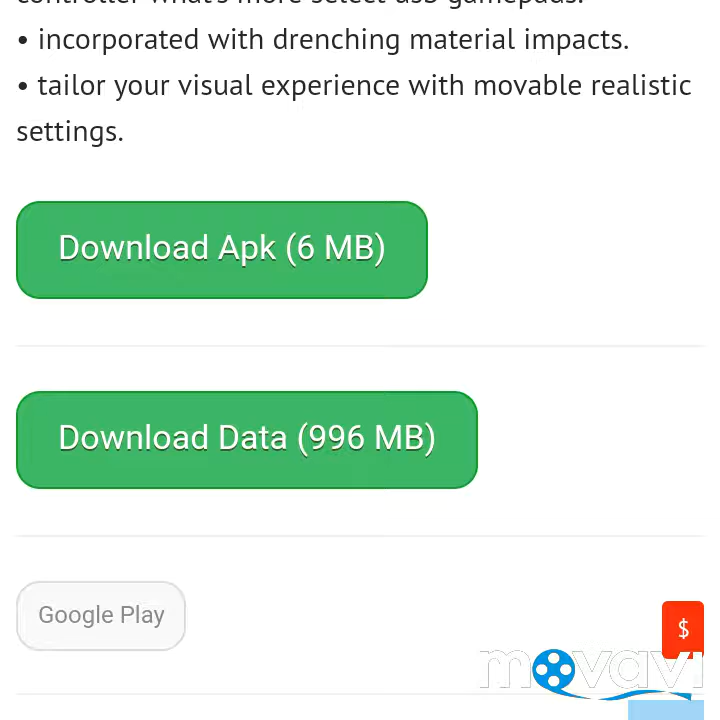 • incorporated with drenching material impacts.
• tailor your visual experience with movable realistic
settings.
Download Apk (6 MB)
Download Data (996 MB)
Google Play
$
movavi